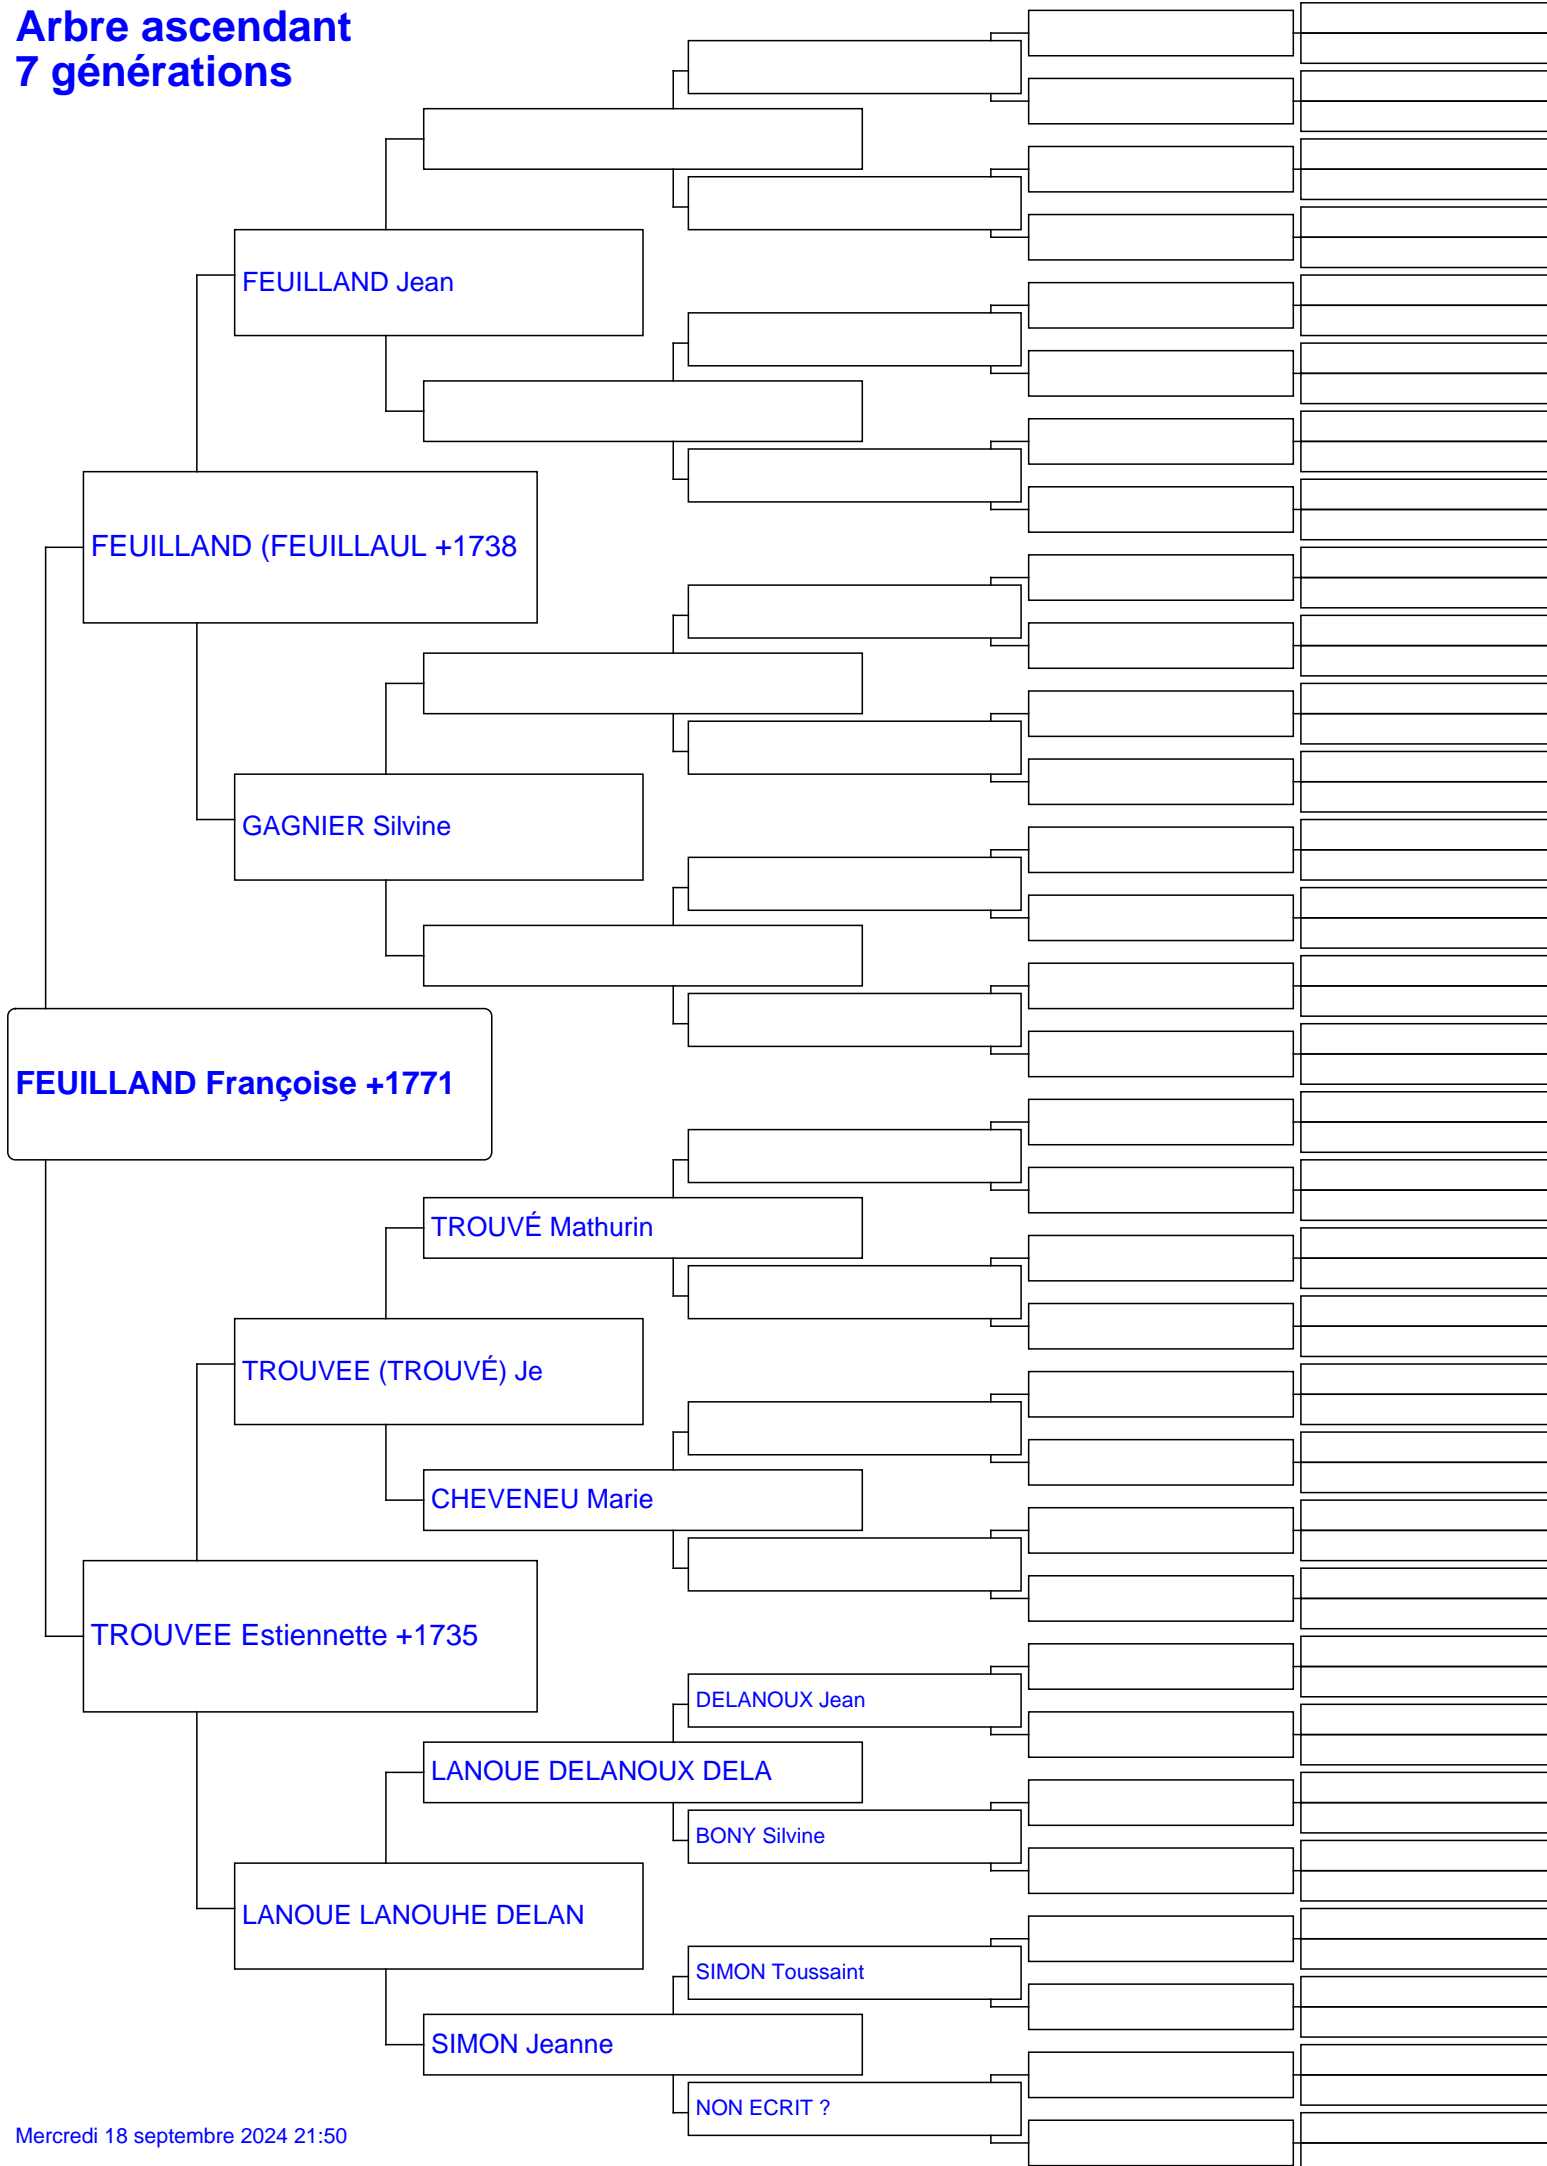 Arbre ascendant
7 générations
FEUILLAND Jean
FEUILLAND (FEUILLAUL +1738
GAGNIER Silvine
FEUILLAND Françoise +1771
TROUVÉ Mathurin
TROUVEE (TROUVÉ) Je
CHEVENEU Marie
TROUVEE Estiennette +1735
DELANOUX Jean
LANOUE DELANOUX DELA
BONY Silvine
LANOUE LANOUHE DELAN
SIMON Toussaint
SIMON Jeanne
NON ECRIT ?
Mercredi 18 septembre 2024 21:50